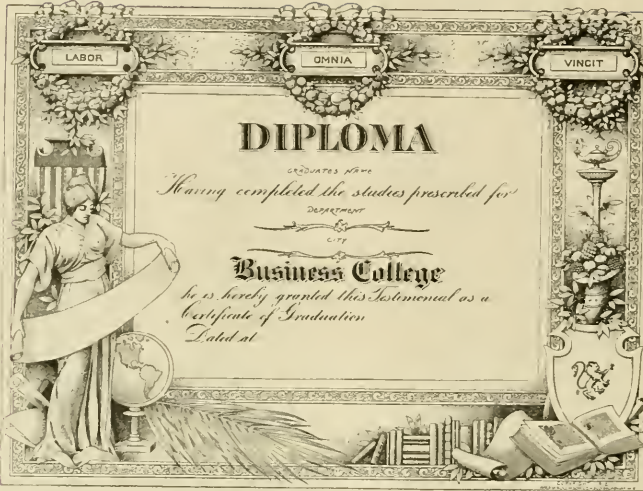 LABOR
OMNIA
VINCIT
DIPLOMA
GRADUATES NAME
Having completed the studies prescribed for
DEPARTMENT
CITY
Business College
he is hereby granted this Testimonial as a
Certificate of Graduation
Dated at